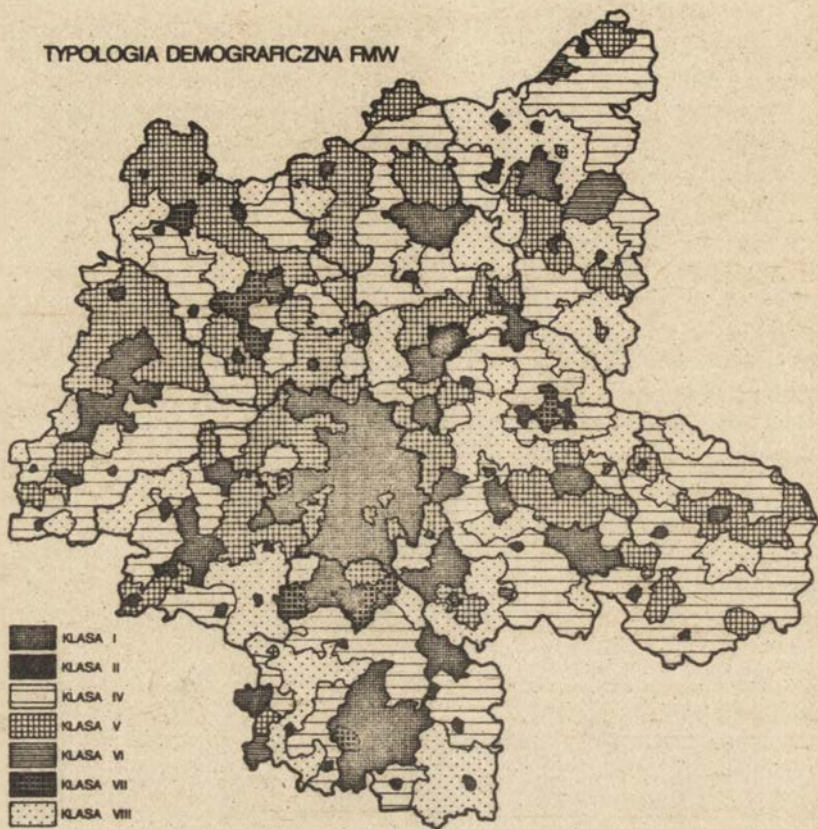 TYPOLOGIA DEMOGRAFICZNA FMW
KLASA I
KLASA II
KLASA IV
KLASA V
KLASA VI
KLASA VII
KLASA VIII